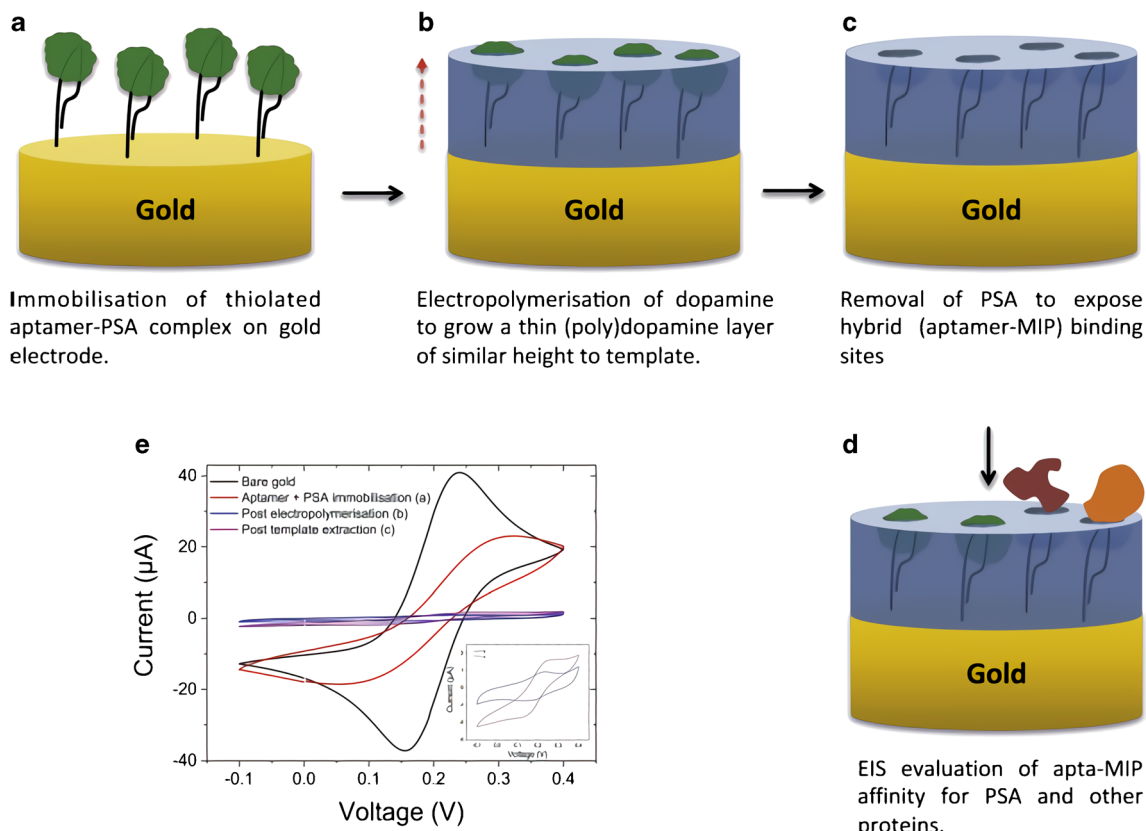 a
Gold
Immobilisation of thiolated
aptamer-PSA complex on gold
electrode.
b
Gold
Electropolymerisation of dopamine
to grow a thin (poly)dopamine layer
of similar height to template.
c
Gold
Removal of PSA to expose
hybrid (aptamer-MIP) binding
sites
d
Gold
EIS evaluation of apta-MIP
affinity for PSA and other
proteins.
e
Bare gold
Aptamer + PSA immobilisation (a)
Post electropolymerisation (b)
Post template extraction (c)
Current (µA)
40
20
0
-20
-40
-0.1 0.0 0.1 0.2 0.3 0.4
Voltage (V)
Current (µA)
Voltage (V)